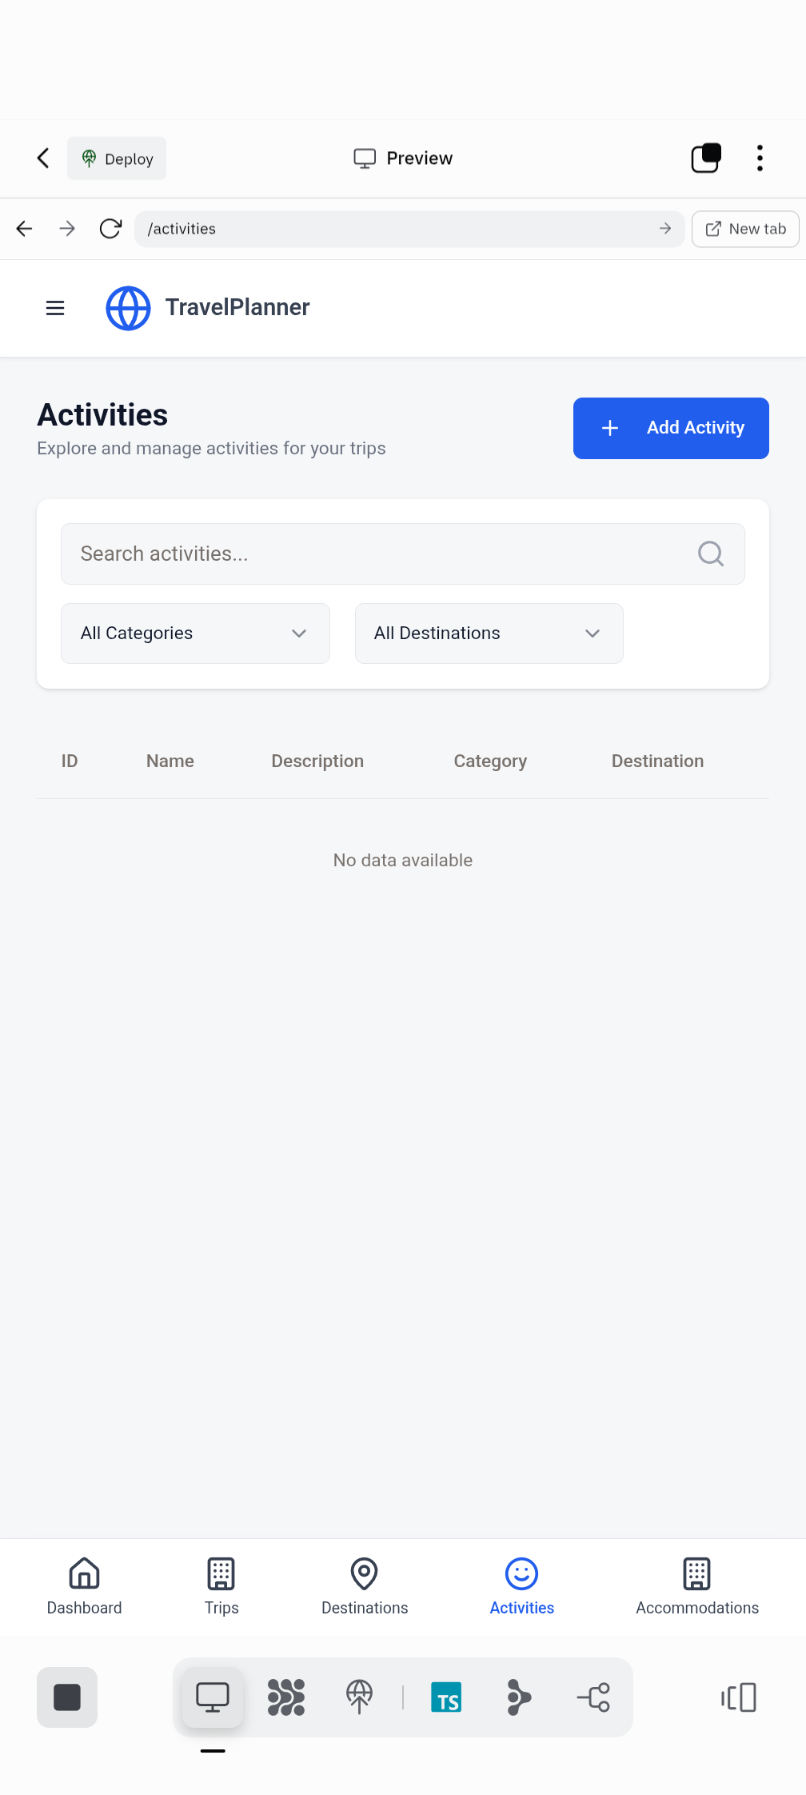 Deploy
Preview
/activities
New tab
TravelPlanner
Activities
Explore and manage activities for your trips
Add Activity
Search activities...
All Categories
All Destinations
ID Name Description Category Destination
No data available
Dashboard Trips Destinations Activities Accommodations
TS